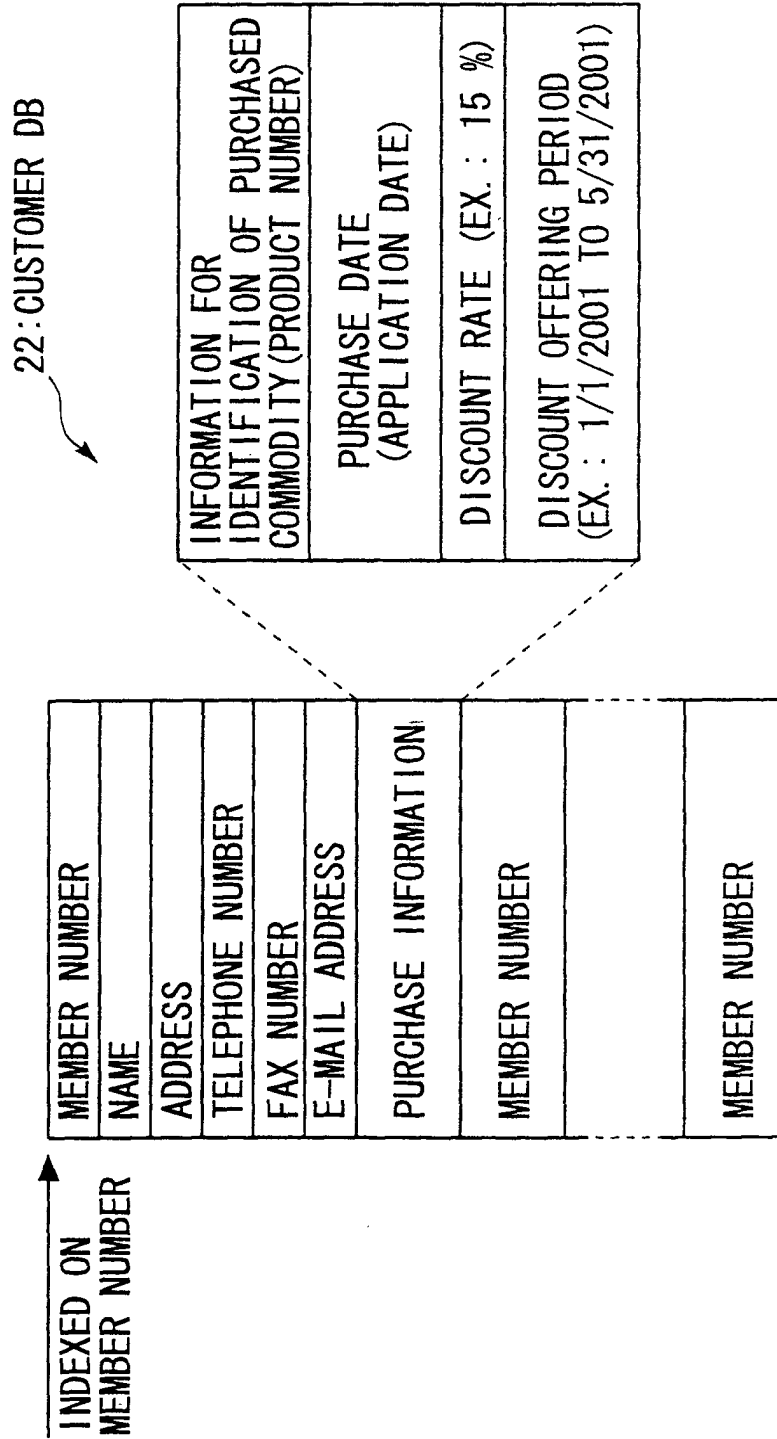 22:CUSTOMER DB
INDEXED ON
MEMBER NUMBER
MEMBER NUMBER
NAME
ADDRESS
TELEPHONE NUMBER
FAX NUMBER
E-MAIL ADDRESS
PURCHASE INFORMATION
MEMBER NUMBER
MEMBER NUMBER
INFORMATION FOR
IDENTIFICATION OF PURCHASED
COMMODITY(PRODUCT NUMBER)
PURCHASE DATE
(APPLICATION DATE)
DISCOUNT RATE (EX.: 15 %)
DISCOUNT OFFERING PERIOD
(EX.: 1/1/2001 TO 5/31/2001)